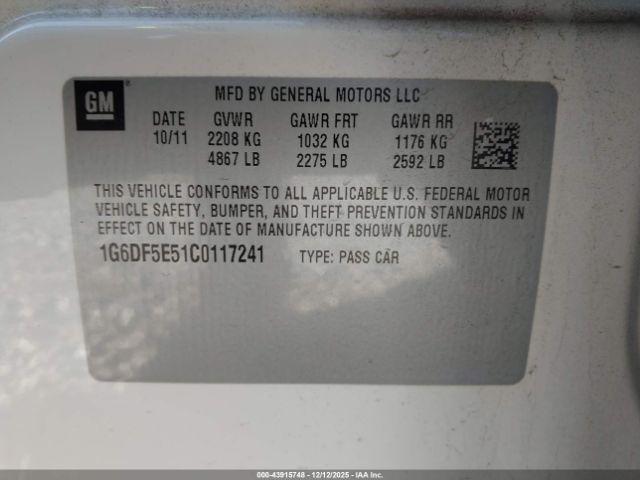 GM
MFD BY GENERAL MOTORS LLC
DATE GVWR GAWR FRT GAWR RR
10/11 2208 KG 1032 KG 1176 KG
4867 LB 2275 LB 2592 LB
THIS VEHICLE CONFORMS TO ALL APPLICABLE U.S. FEDERAL MOTOR
VEHICLE SAFETY, BUMPER, AND THEFT PREVENTION STANDARDS IN
EFFECT ON THE DATE OF MANUFACTURE SHOWN ABOVE.
1G6DF5E51C0117241 TYPE: PASS CAR
000-43915748 - 12/12/2025 - IAAI.com